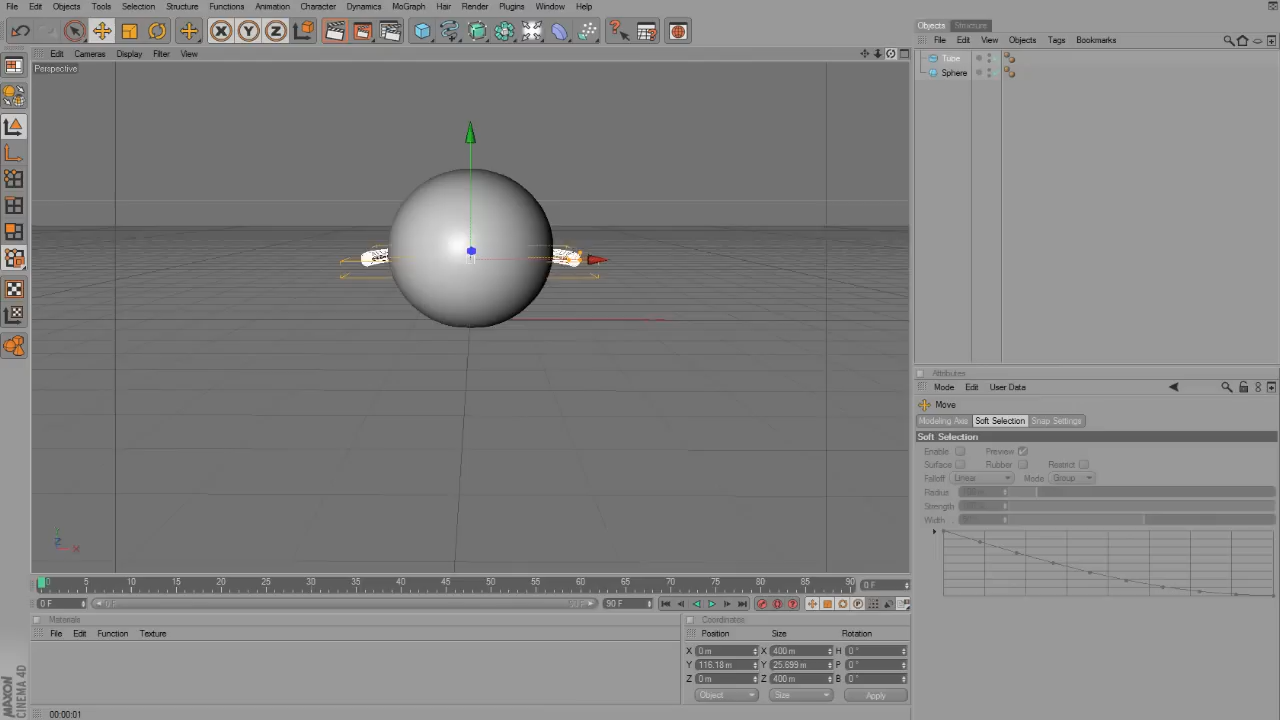 File Edit Objects Tools Selection Structure Functions Animation Character Dynamics MoGraph Hair Render Plugins Window Help
Objects Structure
File Edit View Objects Tags Bookmarks
Edit Cameras Display Filter View
Perspective
Tube
Sphere
Attributes
Mode Edit User Data
Move
Modeling Axis Soft Selection Snap Settings
Soft Selection
Enable Preview
Surface Rubber Restrict
Falloff Linear Mode Group
Radius
Strength
Width
Y
Z
X
0 5 10 15 20 25 30 35 40 45 50 55 60 65 70 75 80 85 90 0 F
0 F 0 F 90 F 90 F
Materials
File Edit Function Texture
Coordinates
Position Size Rotation
X 0 m X 400 m H 0 °
Y 116.18 m Y 25.699 m P 0 °
Z 0 m Z 400 m B 0 °
Object Size Apply
MAXON
CINEMA 4D
00:00:01